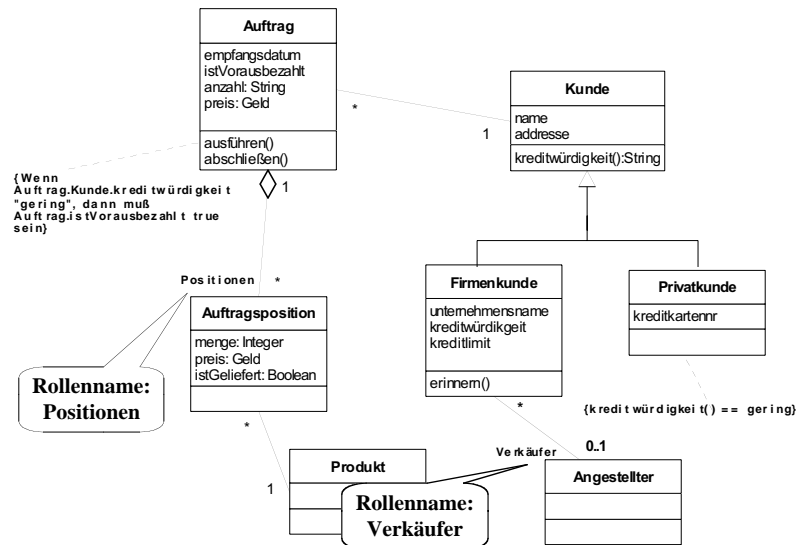 Auftrag
empfangsdatum
istVorausbezahlt
anzahl: String
preis: Geld
ausführen()
abschließen()
*
1
Kunde
name
addresse
kreditwürdigkeit():String
{Wenn
Auftrag.Kunde.kreditwürdigkeit
"gering", dann muß
Auftrag.istVorausbezahlt true
sein}
1
Positionen
*
Auftragsposition
menge: Integer
preis: Geld
istGeliefert: Boolean
Rollenname:
Positionen
Firmenkunde
unternehmensname
kreditwürdikgeit
kreditlimit
erinnern()
Privatkunde
kreditkartennr
{kreditwürdigkeit() == gering}
*
0..1
Verkäufer
*
1
Produkt
Rollenname:
Verkäufer
Angestellter